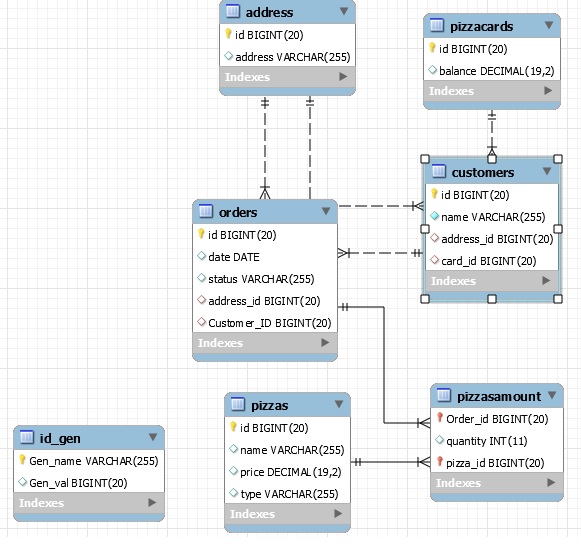 address
id BIGINT(20)
address VARCHAR(255)
Indexes
pizzacards
id BIGINT(20)
balance DECIMAL(19,2)
Indexes
customers
id BIGINT(20)
name VARCHAR(255)
address_id BIGINT(20)
card_id BIGINT(20)
Indexes
orders
id BIGINT(20)
date DATE
status VARCHAR(255)
address_id BIGINT(20)
Customer_ID BIGINT(20)
Indexes
pizzas
id BIGINT(20)
name VARCHAR(255)
price DECIMAL(19,2)
type VARCHAR(255)
Indexes
pizzasamount
Order_id BIGINT(20)
quantity INT(11)
pizza_id BIGINT(20)
Indexes
id_gen
Gen_name VARCHAR(255)
Gen_val BIGINT(20)
Indexes